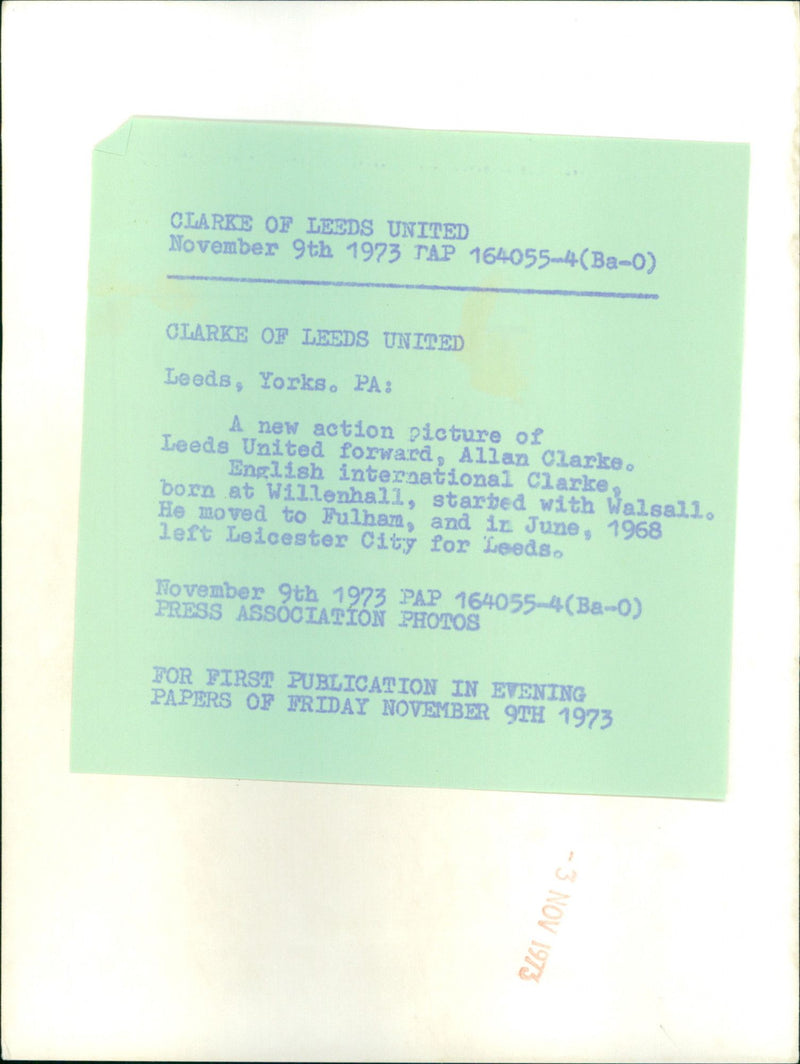 CLARKE OF LEEDS UNITED
November 9th 1973 PAP 164055-4(Ba-O)
CLARKE OF LEEDS UNITED
Leeds, Yorks. PA:
A new action picture of
Leeds United forward, Allan Clarke.
English international Clarke,
born at Willenhall, started with Walsall.
He moved to Fulham, and in June, 1968
left Leicester City for Leeds.
November 9th 1973 PAP 164055-4(Ba-O)
PRESS ASSOCIATION PHOTOS
FOR FIRST PUBLICATION IN EVENING
PAPERS OF FRIDAY NOVEMBER 9TH 1973
-3 NOV 1973